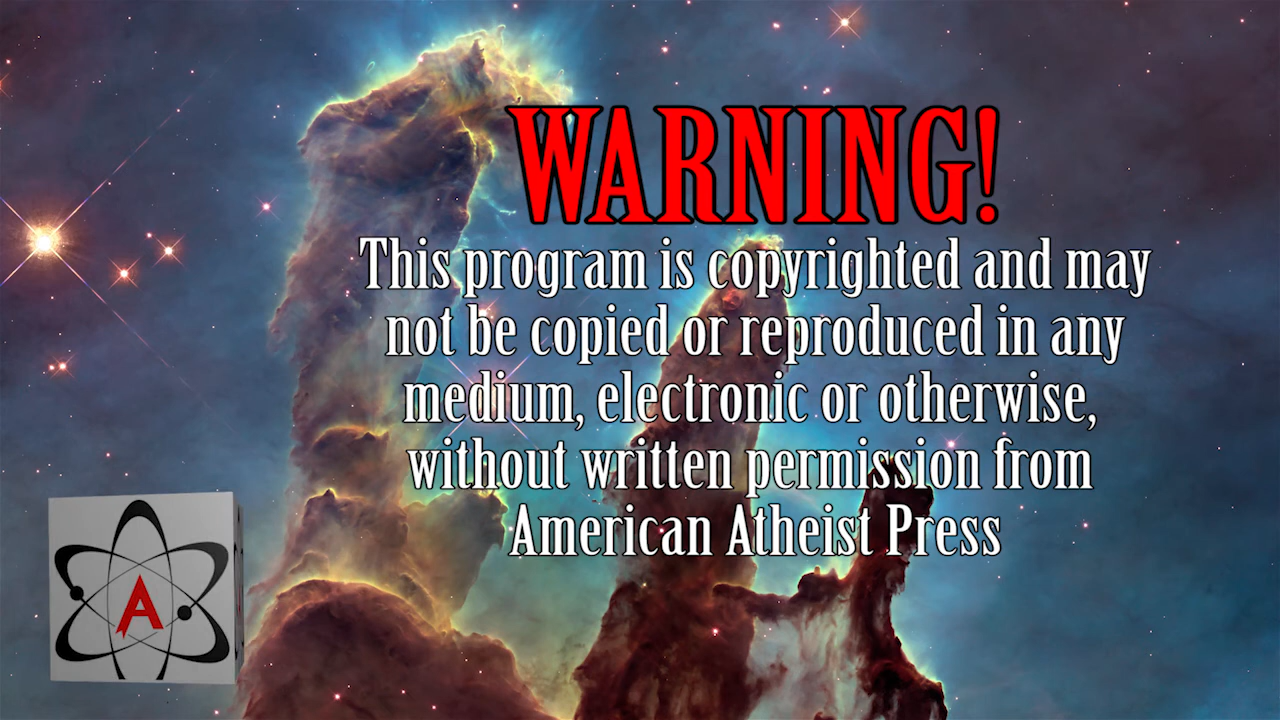 WARNING!
This program is copyrighted and may
not be copied or reproduced in any
medium, electronic or otherwise,
without written permission from
American Atheist Press
A